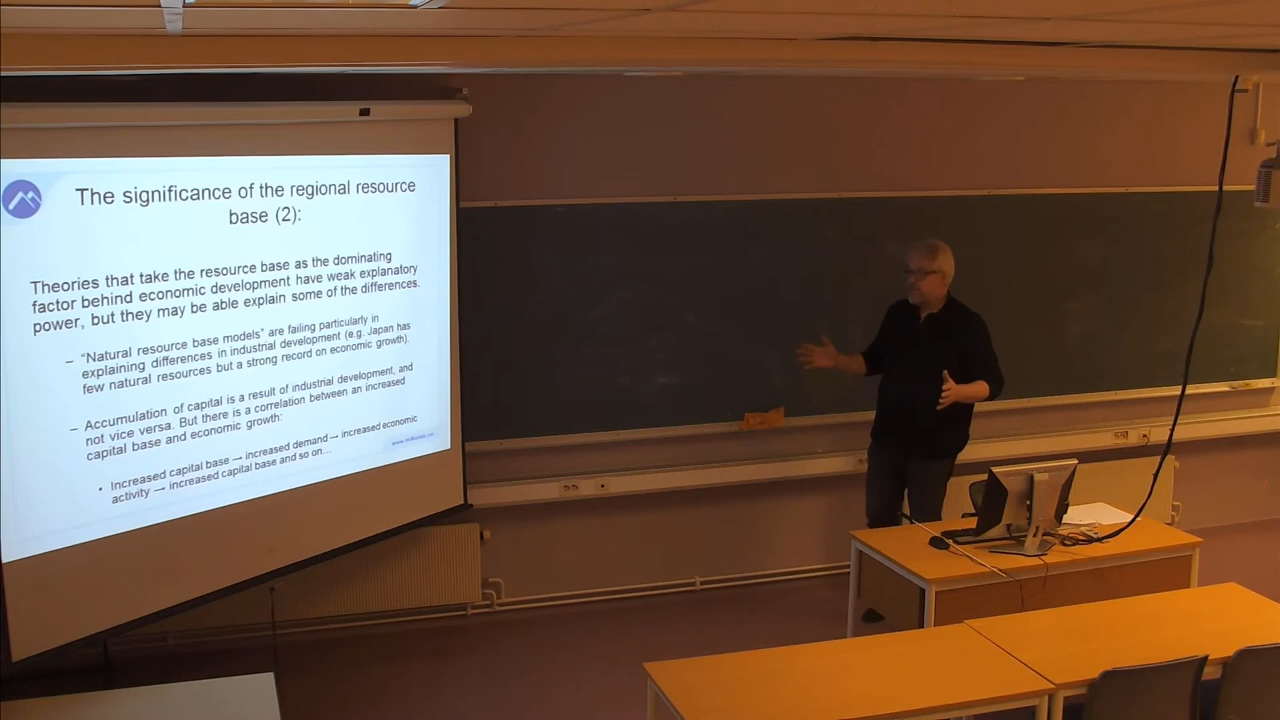 The significance of the regional resource
base (2):
Theories that take the resource base as the dominating
factor behind economic development have weak explanatory
power, but they may be able explain some of the differences.
– "Natural resource base models" are failing particularly in
explaining differences in industrial development (e.g. Japan has
few natural resources but a strong record on economic growth).
– Accumulation of capital is a result of industrial development, and
not vice versa. But there is a correlation between an increased
capital base and economic growth:
• Increased capital base → increased demand → increased economic
activity → increased capital base and so on...